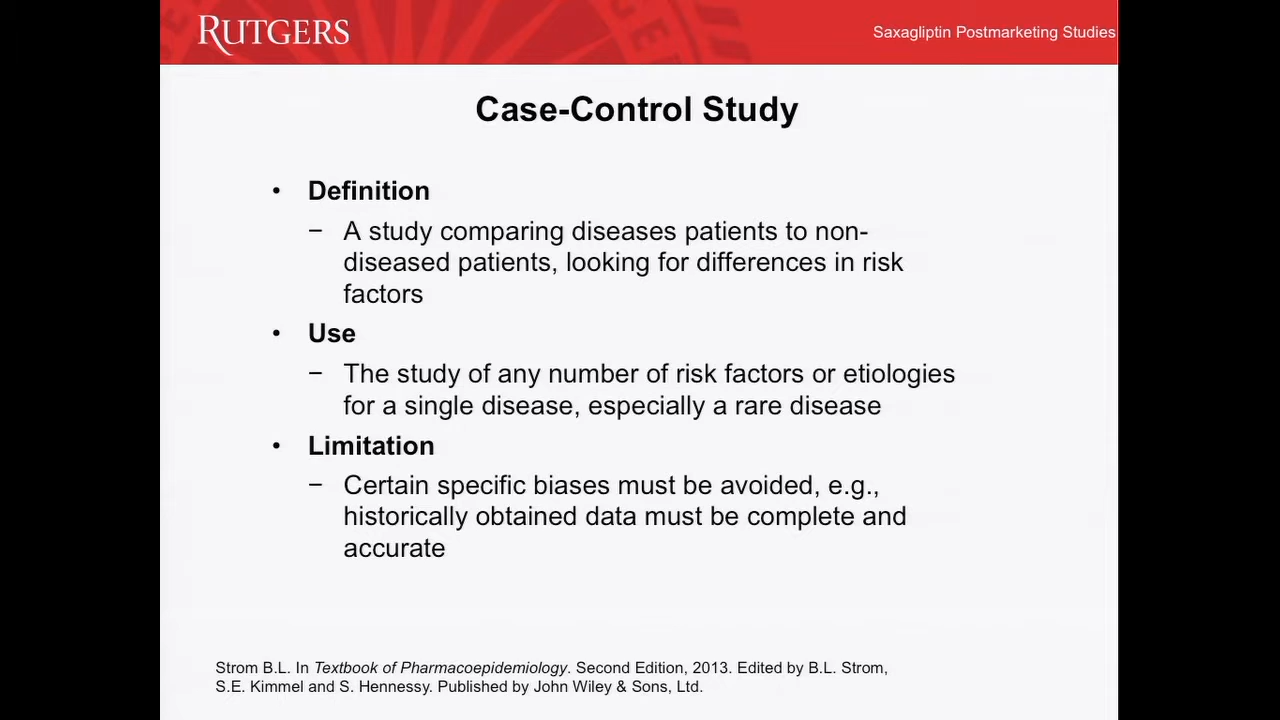 RUTGERS
Saxagliptin Postmarketing Studies
Case-Control Study
• Definition
− A study comparing diseases patients to non-
diseased patients, looking for differences in risk
factors
• Use
− The study of any number of risk factors or etiologies
for a single disease, especially a rare disease
• Limitation
− Certain specific biases must be avoided, e.g.,
historically obtained data must be complete and
accurate
Strom B.L. In Textbook of Pharmacoepidemiology. Second Edition, 2013. Edited by B.L. Strom,
S.E. Kimmel and S. Hennessy. Published by John Wiley & Sons, Ltd.